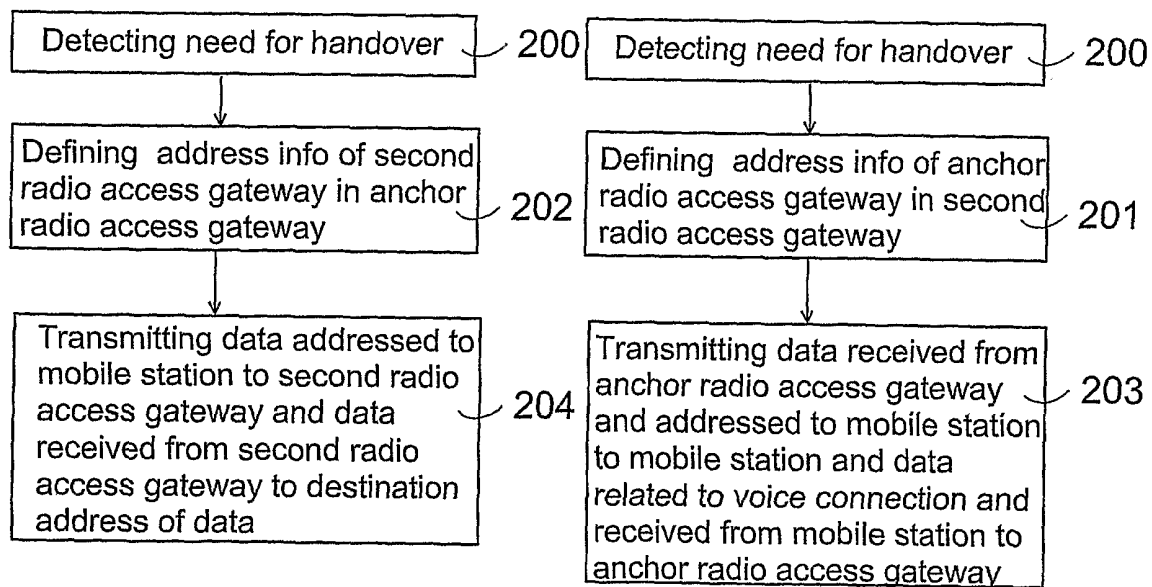 Detecting need for handover 200
Defining address info of second
radio access gateway in anchor
radio access gateway
202
Transmitting data addressed to
mobile station to second radio
access gateway and data
received from second radio
access gateway to destination
address of data
204
Detecting need for handover 200
Defining address info of anchor
radio access gateway in second
radio access gateway
201
Transmitting data received from
anchor radio access gateway
and addressed to mobile station
to mobile station and data
related to voice connection and
received from mobile station to
anchor radio access gateway
203